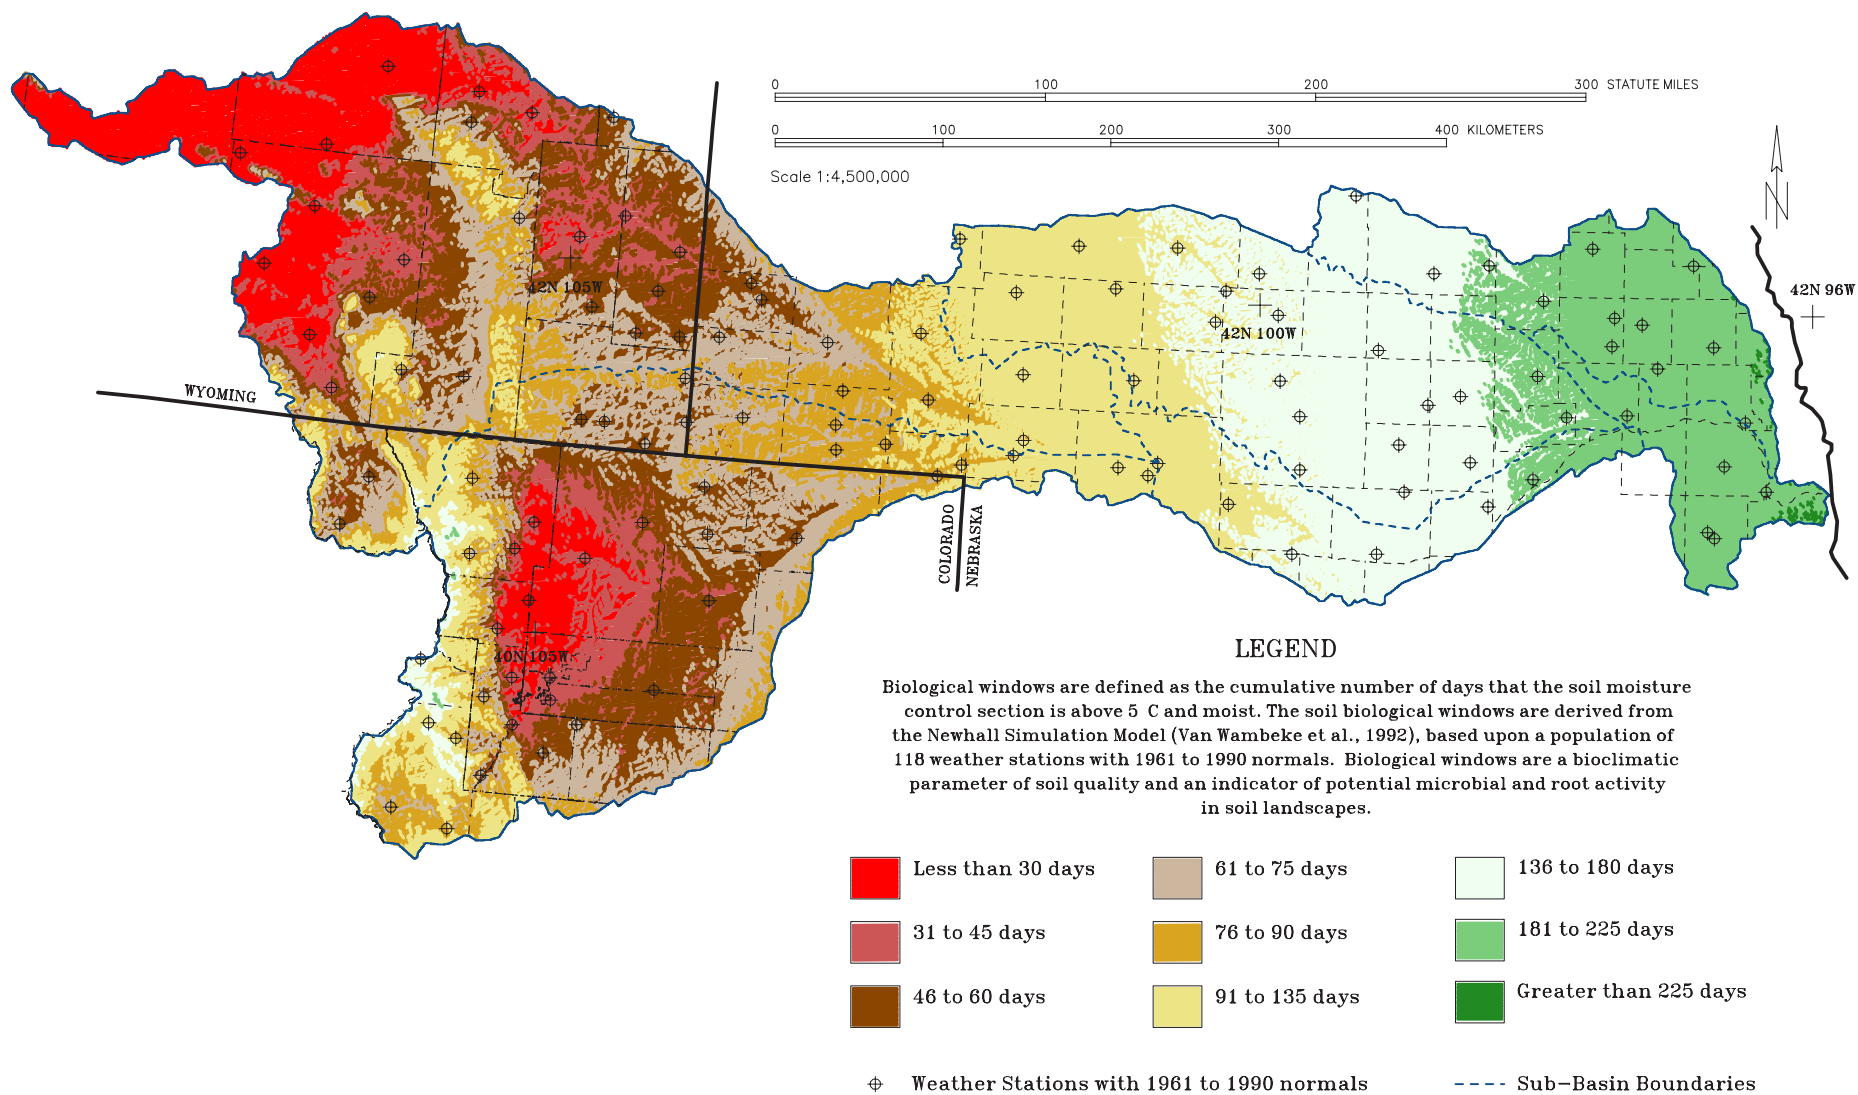 0 100 200 300 STATUTE MILES
0 100 200 300 400 KILOMETERS
Scale 1:4,500,000
N
42N 96W
42N 105W
42N 100W
WYOMING
COLORADO
NEBRASKA
40N 105W
LEGEND
Biological windows are defined as the cumulative number of days that the soil moisture
control section is above 5 C and moist. The soil biological windows are derived from
the Newhall Simulation Model (Van Wambeke et al., 1992), based upon a population of
118 weather stations with 1961 to 1990 normals. Biological windows are a bioclimatic
parameter of soil quality and an indicator of potential microbial and root activity
in soil landscapes.
Less than 30 days
61 to 75 days
136 to 180 days
31 to 45 days
76 to 90 days
181 to 225 days
46 to 60 days
91 to 135 days
Greater than 225 days
Weather Stations with 1961 to 1990 normals
Sub-Basin Boundaries